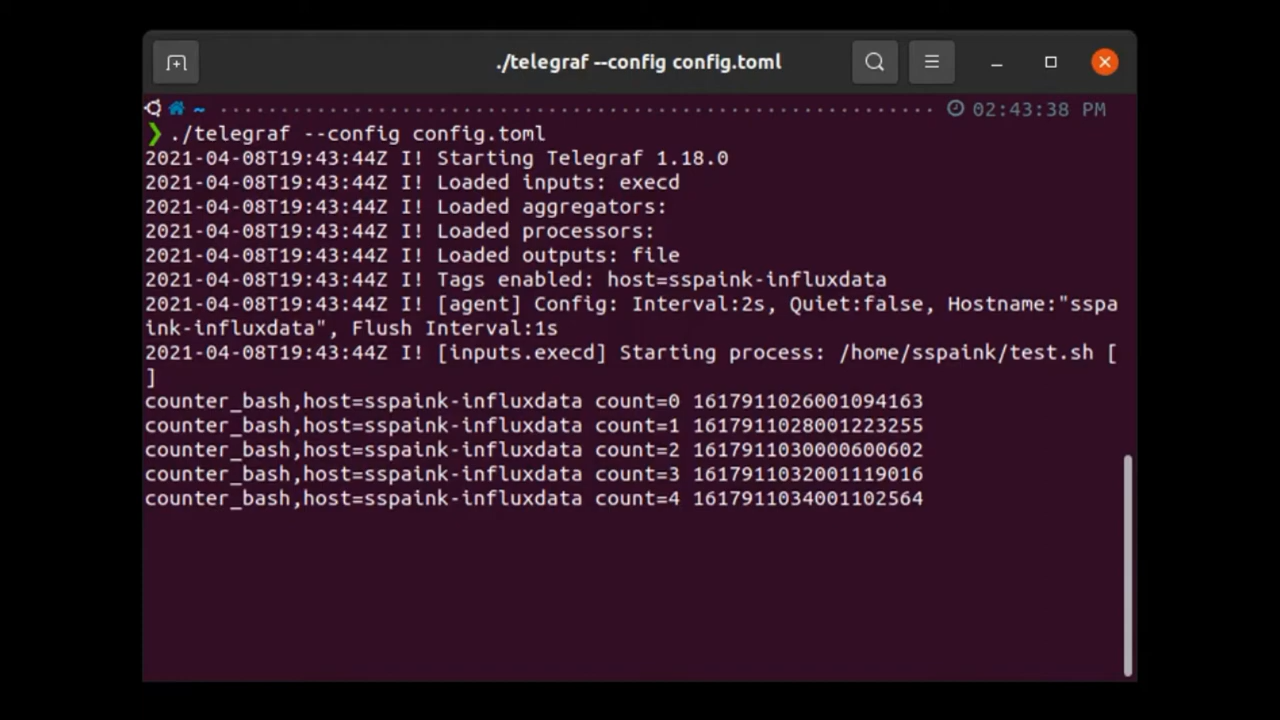 ./telegraf --config config.toml
~ 02:43:38 PM
❯./telegraf --config config.toml
2021-04-08T19:43:44Z I! Starting Telegraf 1.18.0
2021-04-08T19:43:44Z I! Loaded inputs: execd
2021-04-08T19:43:44Z I! Loaded aggregators:
2021-04-08T19:43:44Z I! Loaded processors:
2021-04-08T19:43:44Z I! Loaded outputs: file
2021-04-08T19:43:44Z I! Tags enabled: host=sspaink-influxdata
2021-04-08T19:43:44Z I! [agent] Config: Interval:2s, Quiet:false, Hostname:"sspa
ink-influxdata", Flush Interval:1s
2021-04-08T19:43:44Z I! [inputs.execd] Starting process: /home/sspaink/test.sh [
]
counter_bash,host=sspaink-influxdata count=0 1617911026001094163
counter_bash,host=sspaink-influxdata count=1 1617911028001223255
counter_bash,host=sspaink-influxdata count=2 1617911030000600602
counter_bash,host=sspaink-influxdata count=3 1617911032001119016
counter_bash,host=sspaink-influxdata count=4 1617911034001102564